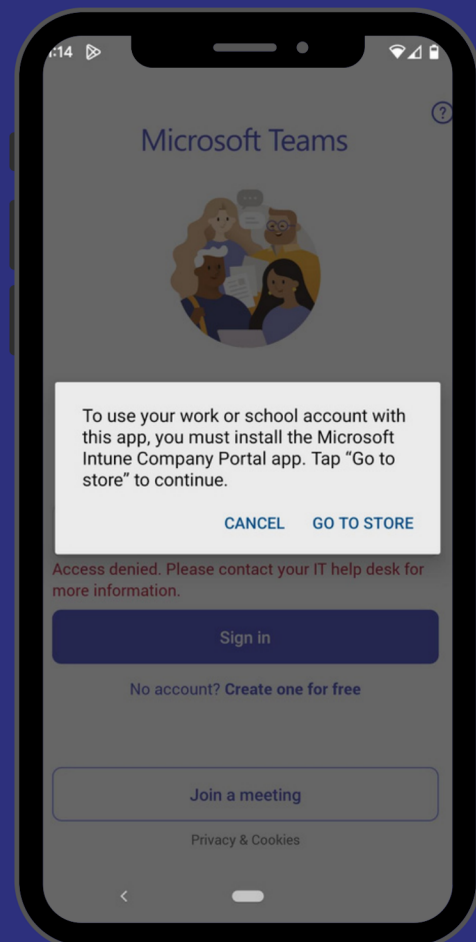 :14
Microsoft Teams
To use your work or school account with
this app, you must install the Microsoft
Intune Company Portal app. Tap “Go to
store” to continue.
CANCEL GO TO STORE
Access denied. Please contact your IT help desk for
more information.
Sign in
No account? Create one for free
Join a meeting
Privacy & Cookies